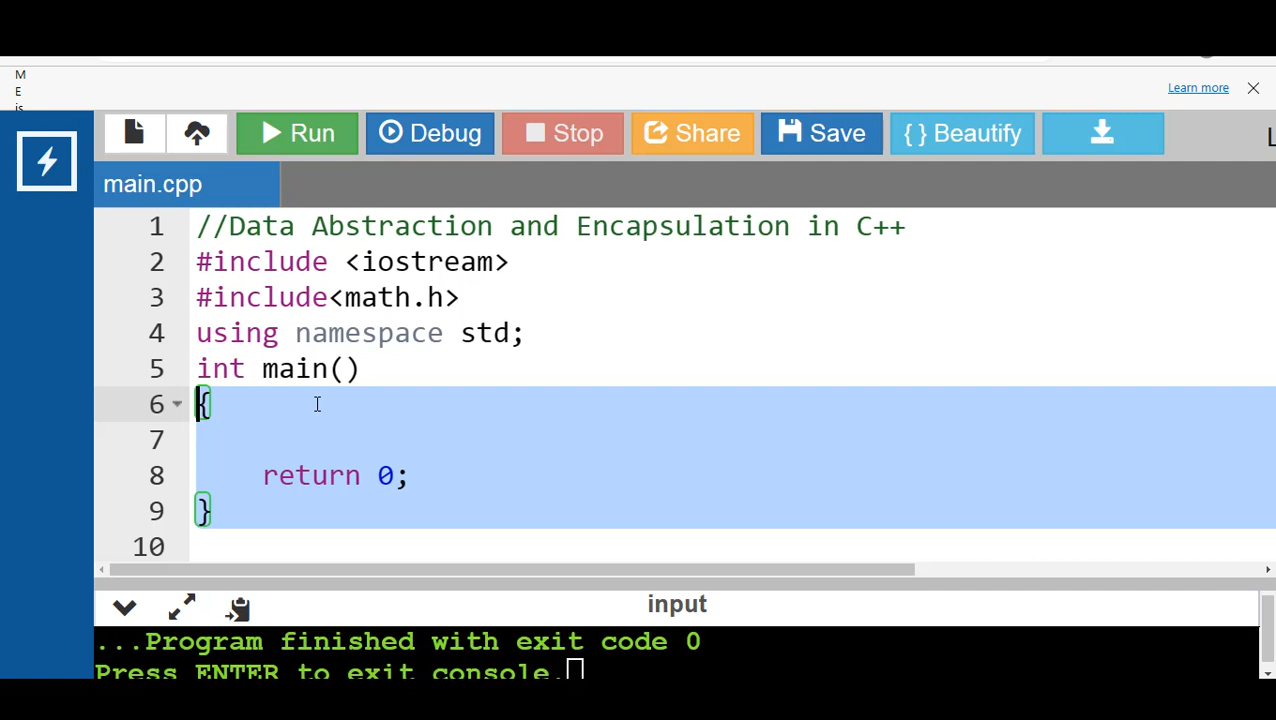 M
E
is
Learn more
Run Debug Stop Share Save { } Beautify
main.cpp
1 //Data Abstraction and Encapsulation in C++
2 #include <iostream>
3 #include<math.h>
4 using namespace std;
5 int main()
6 {
7
8 return 0;
9 }
10
input
...Program finished with exit code 0
Press ENTER to exit console.